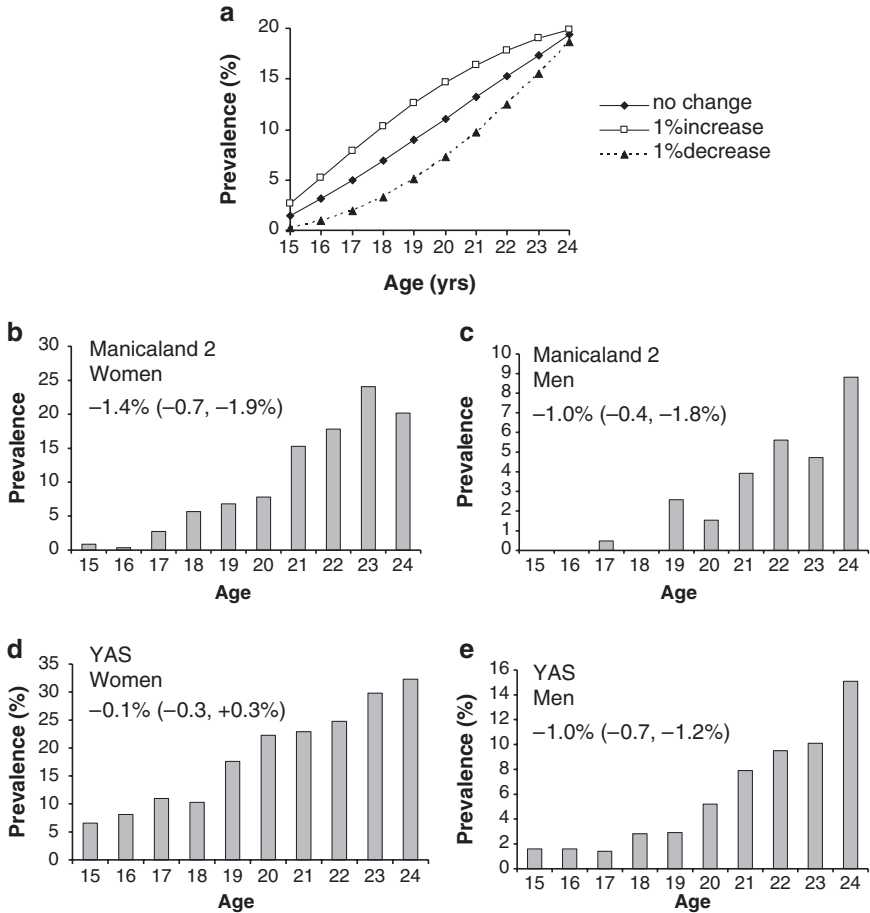 a
20
15
10
5
0
Prevalence (%)
15 16 17 18 19 20 21 22 23 24
Age (yrs)
no change
1%increase
1%decrease
b
30
25
20
15
10
5
0
Prevalence
Manicaland 2
Women
–1.4% (–0.7, –1.9%)
15 16 17 18 19 20 21 22 23 24
Age
c
10
9
8
7
6
5
4
3
2
1
0
Prevalence
Manicaland 2
Men
–1.0% (–0.4, –1.8%)
15 16 17 18 19 20 21 22 23 24
Age
d
35
30
25
20
15
10
5
0
Prevalence (%)
YAS
Women
–0.1% (–0.3, +0.3%)
15 16 17 18 19 20 21 22 23 24
Age
e
16
14
12
10
8
6
4
2
0
Prevalence (%)
YAS
Men
–1.0% (–0.7, –1.2%)
15 16 17 18 19 20 21 22 23 24
Age